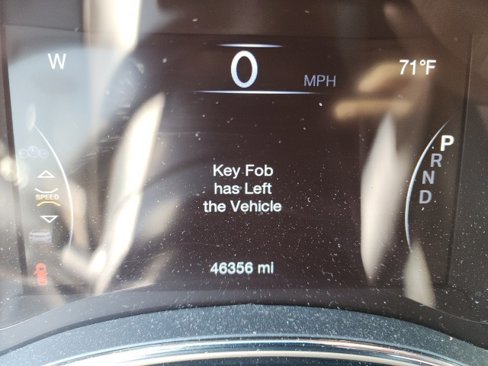 W
0
MPH
71°F
P
R
N
D
SPEED
Key Fob
has Left
the Vehicle
46356 mi